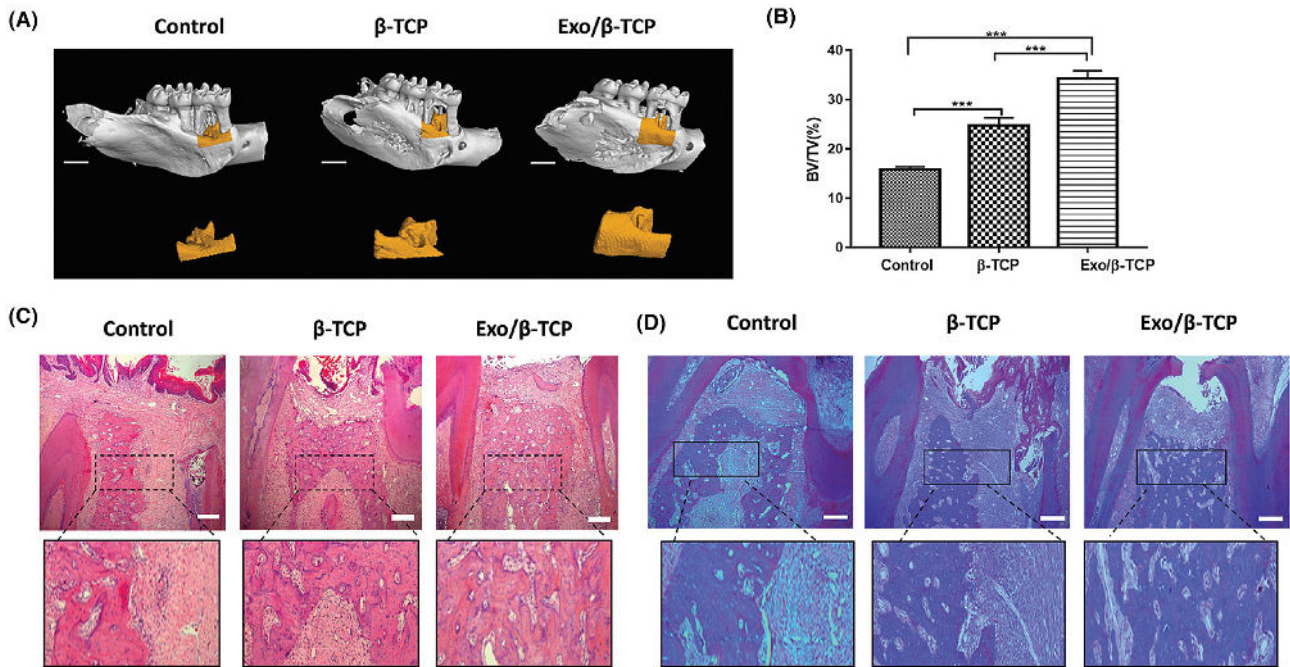 (A)
Control β-TCP Exo/β-TCP
(B)
***
***
***
BV/TV(%)
40
30
20
10
0
Control β-TCP Exo/β-TCP
(C)
Control β-TCP Exo/β-TCP
(D)
Control β-TCP Exo/β-TCP